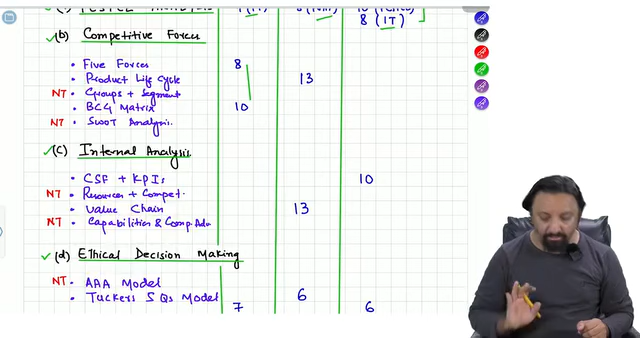 8 (IT)
✓ (b) Competitive Forces
• Five Forces 8
• Product Life Cycle 13
NT • Groups + Segment
• BCG Matrix 10
NT • SWOT Analysis.
✓ (C) Internal Analysis
• CSF + KPIs 10
NT • Resources + Compet.
• Value Chain 13
NT • Capabilities & Comp. Adv
✓ (d) Ethical Decision Making
NT • AAA Model
• Tuckers 5 Qs Model 6
7 6